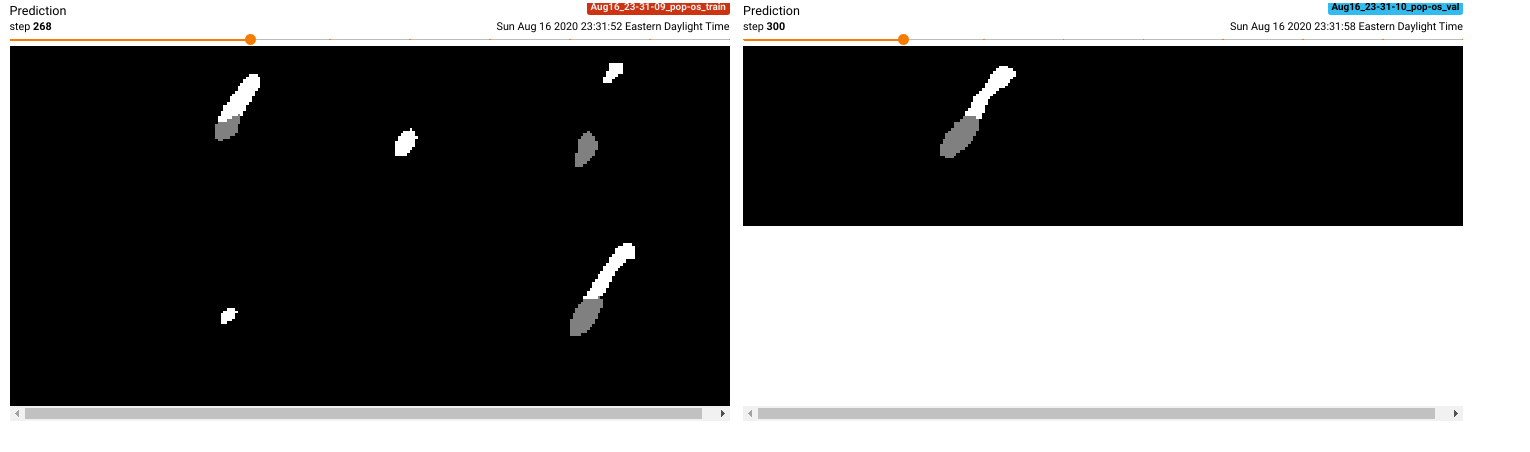 Prediction
Aug16_23-31-09_pop-os_train
step 268
Sun Aug 16 2020 23:31:52 Eastern Daylight Time
Prediction
Aug16_23-31-10_pop-os_val
step 300
Sun Aug 16 2020 23:31:58 Eastern Daylight Time